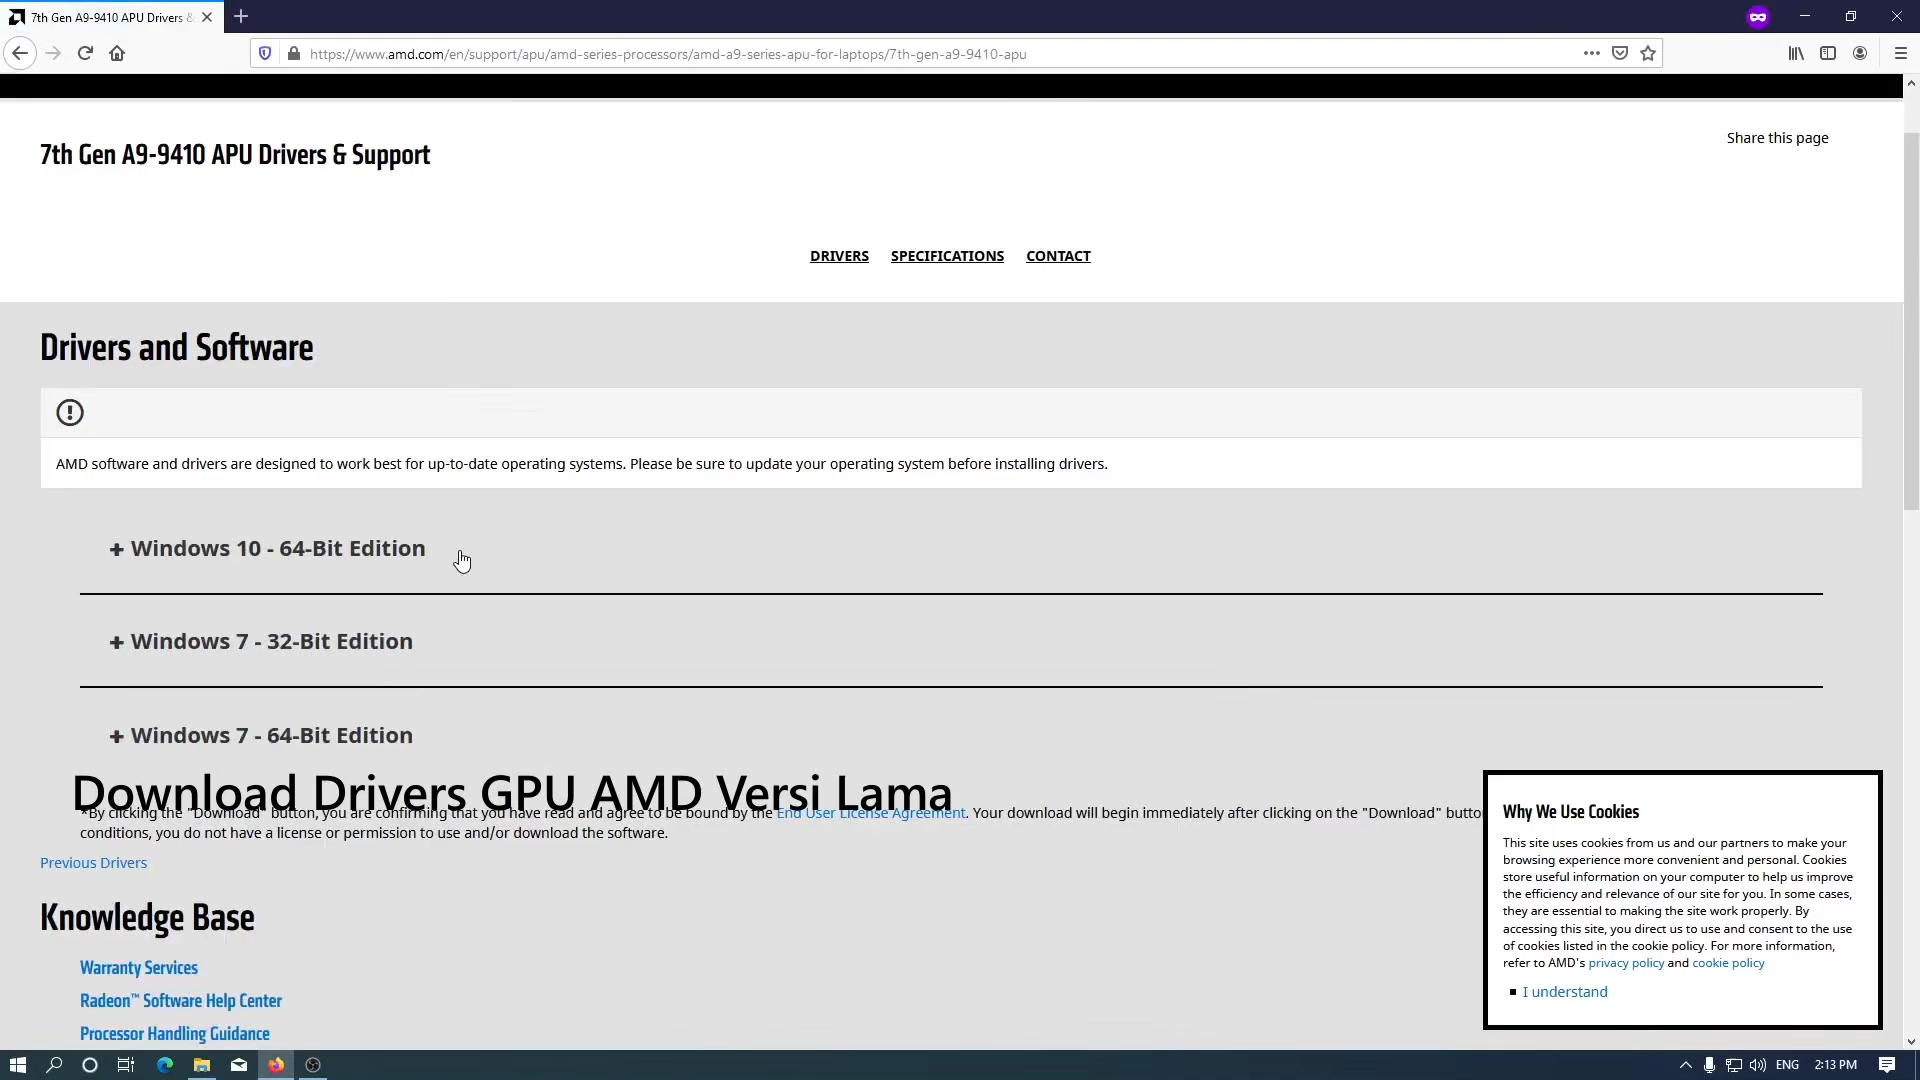 7th Gen A9-9410 APU Drivers &
https://www.amd.com/en/support/apu/amd-series-processors/amd-a9-series-apu-for-laptops/7th-gen-a9-9410-apu
7th Gen A9-9410 APU Drivers & Support
Share this page
DRIVERS SPECIFICATIONS CONTACT
Drivers and Software
AMD software and drivers are designed to work best for up-to-date operating systems. Please be sure to update your operating system before installing drivers.
+ Windows 10 - 64-Bit Edition
+ Windows 7 - 32-Bit Edition
+ Windows 7 - 64-Bit Edition
Download Drivers GPU AMD Versi Lama
*By clicking the "Download" button, you are confirming that you have read and agree to be bound by the End User License Agreement. Your download will begin immediately after clicking on the "Download" butto
conditions, you do not have a license or permission to use and/or download the software.
Previous Drivers
Knowledge Base
Warranty Services
Radeon™ Software Help Center
Processor Handling Guidance
Why We Use Cookies
This site uses cookies from us and our partners to make your
browsing experience more convenient and personal. Cookies
store useful information on your computer to help us improve
the efficiency and relevance of our site for you. In some cases,
they are essential to making the site work properly. By
accessing this site, you direct us to use and consent to the use
of cookies listed in the cookie policy. For more information,
refer to AMD's privacy policy and cookie policy
I understand
ENG 2:13 PM